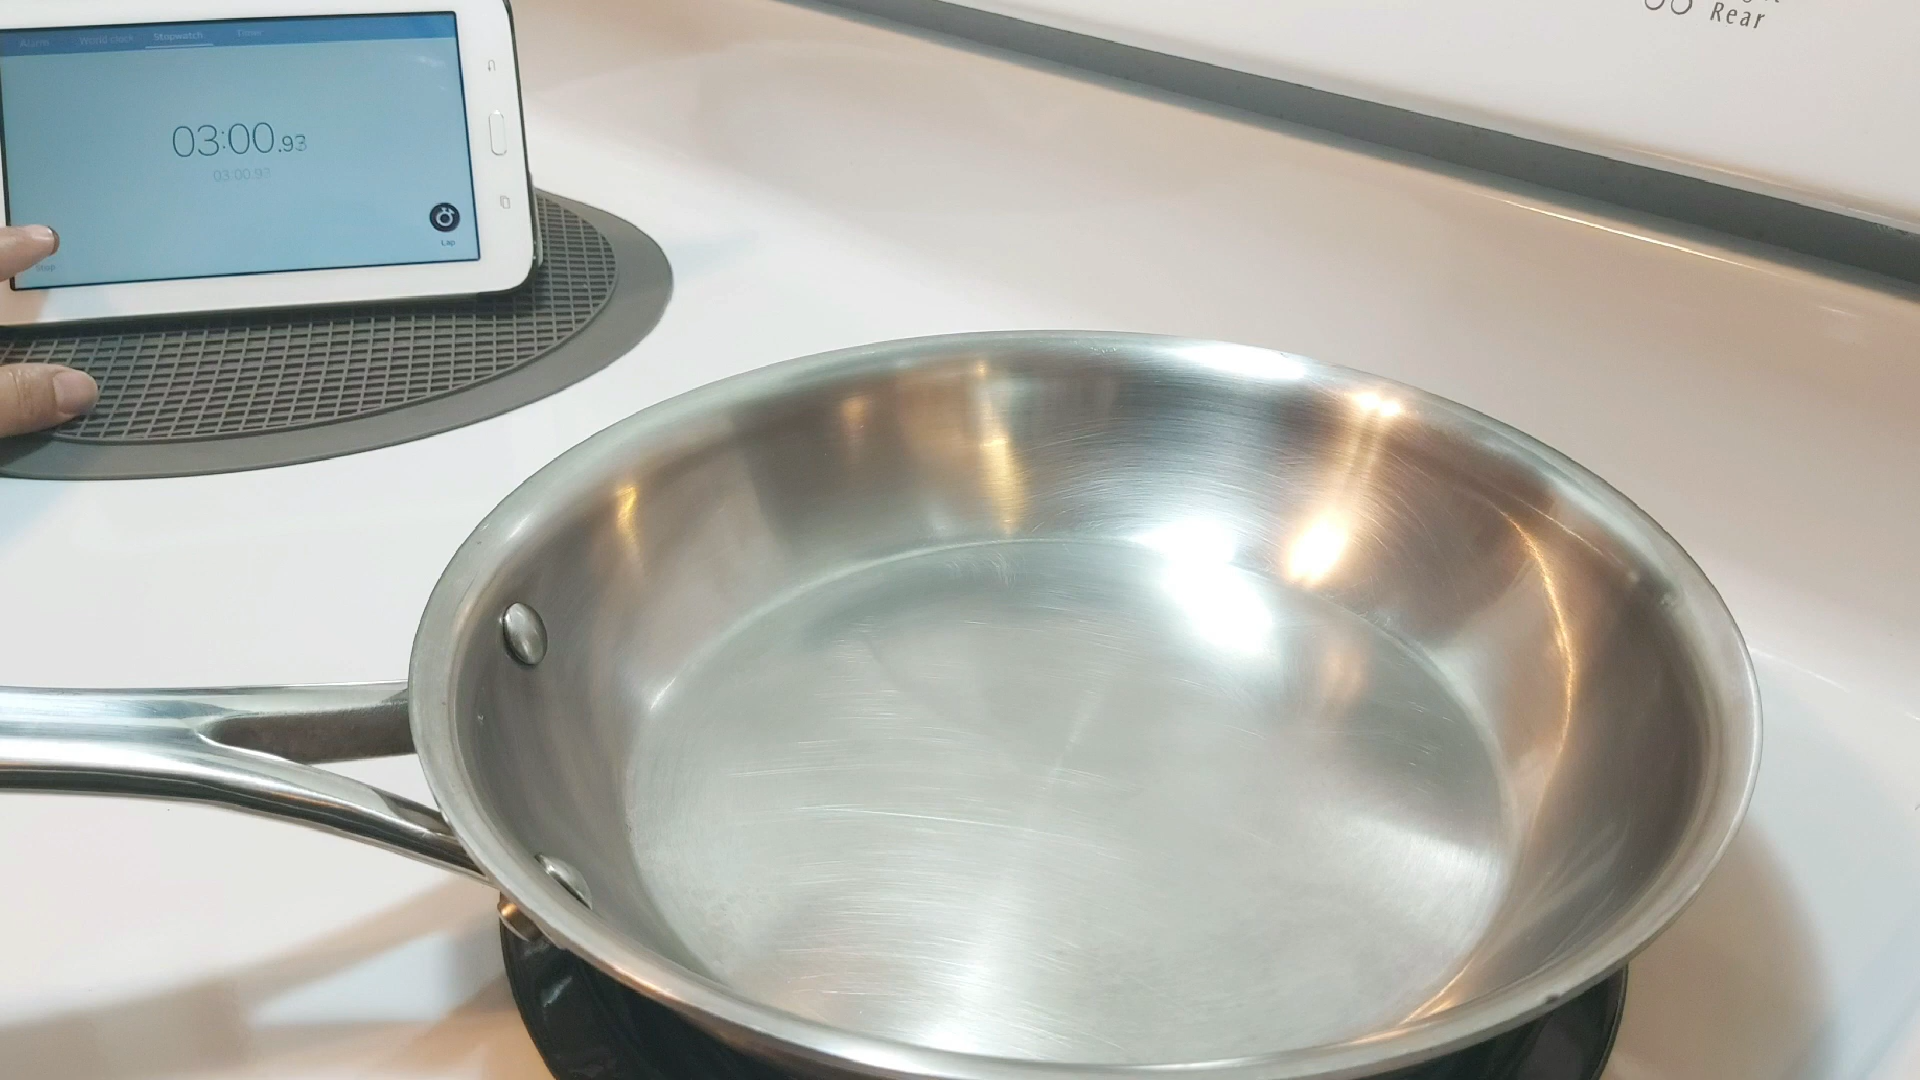 Alarm World clock Stopwatch Timer
03:00.93
03:00.93
Stop
Lap
Rear